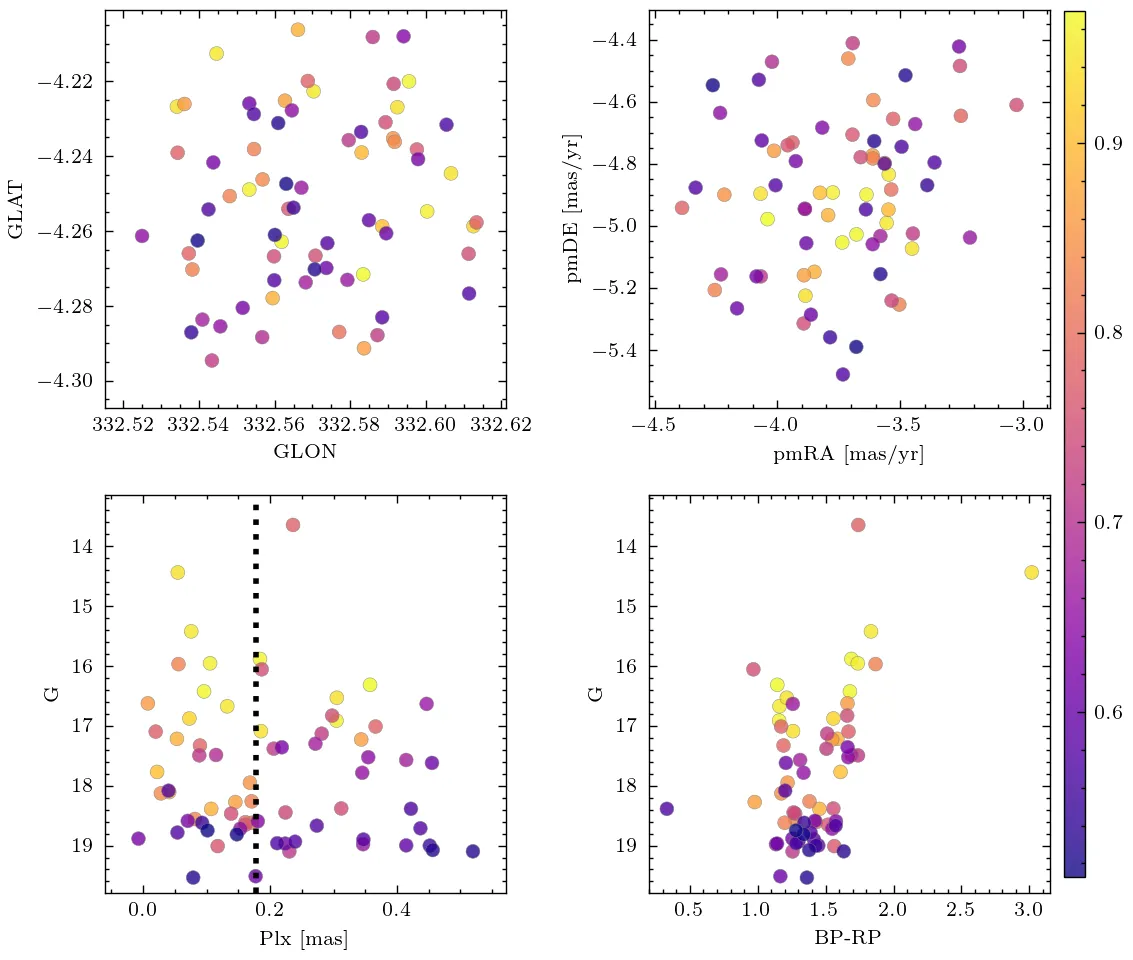 −4.22
−4.24
−4.26
−4.28
−4.30
GLAT
332.52 332.54 332.56 332.58 332.60 332.62
GLON
−4.4
−4.6
−4.8
−5.0
−5.2
−5.4
pmDE [mas/yr]
−4.5 −4.0 −3.5 −3.0
pmRA [mas/yr]
0.9
0.8
0.7
0.6
14
15
16
17
18
19
G
0.0 0.2 0.4
Plx [mas]
14
15
16
17
18
19
G
0.5 1.0 1.5 2.0 2.5 3.0
BP-RP